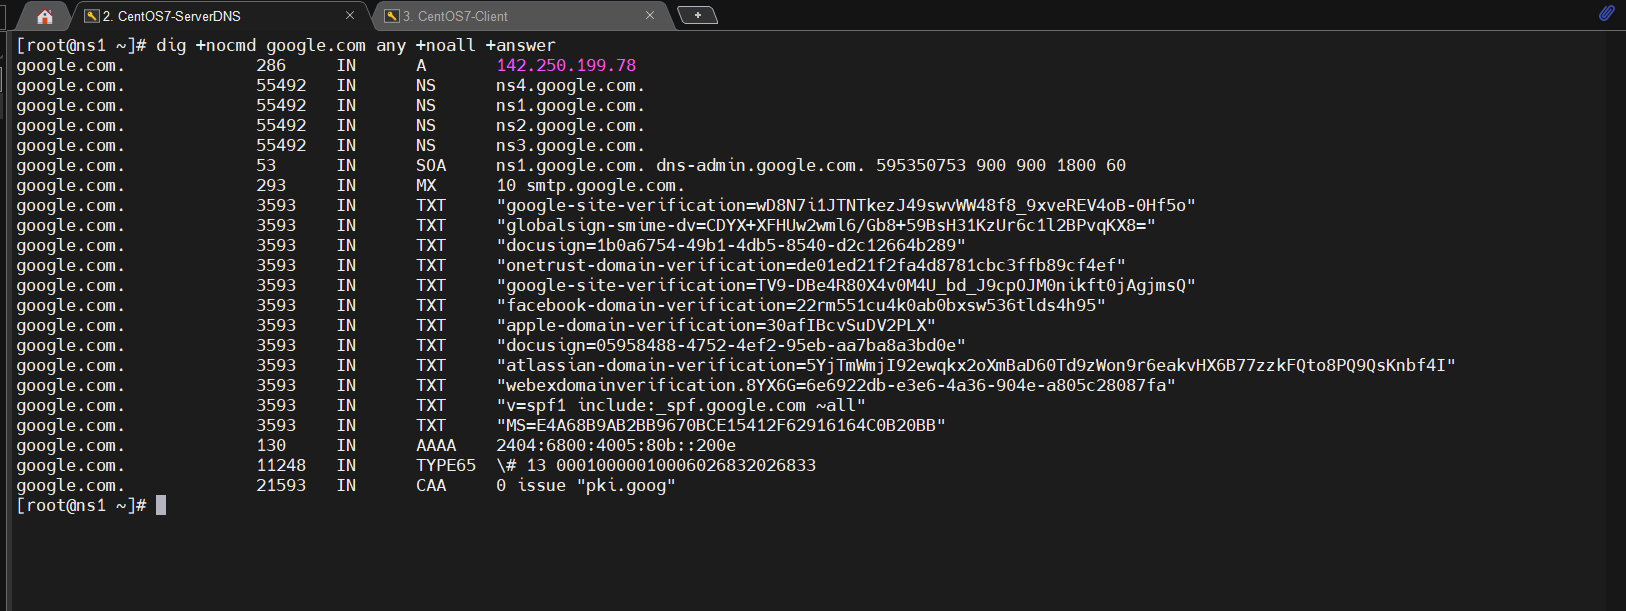 2. CentOS7-ServerDNS × 3. CentOS7-Client × +
[root@ns1 ~]# dig +nocmd google.com any +noall +answer
google.com. 286 IN A 142.250.199.78
google.com. 55492 IN NS ns4.google.com.
google.com. 55492 IN NS ns1.google.com.
google.com. 55492 IN NS ns2.google.com.
google.com. 55492 IN NS ns3.google.com.
google.com. 53 IN SOA ns1.google.com. dns-admin.google.com. 595350753 900 900 1800 60
google.com. 293 IN MX 10 smtp.google.com.
google.com. 3593 IN TXT "google-site-verification=wD8N7i1JTNTkezJ49swvWW48f8_9xveREV4oB-0Hf5o"
google.com. 3593 IN TXT "globalsign-smime-dv=CDYX+XFHUw2wml6/Gb8+59BsH31KzUr6c1l2BPvqKX8="
google.com. 3593 IN TXT "docusign=1b0a6754-49b1-4db5-8540-d2c12664b289"
google.com. 3593 IN TXT "onetrust-domain-verification=de01ed21f2fa4d8781cbc3ffb89cf4ef"
google.com. 3593 IN TXT "google-site-verification=TV9-DBe4R80X4v0M4U_bd_J9cpOJM0nikft0jAgjmsQ"
google.com. 3593 IN TXT "facebook-domain-verification=22rm551cu4k0ab0bxsw536tlds4h95"
google.com. 3593 IN TXT "apple-domain-verification=30afIBcvSuDV2PLX"
google.com. 3593 IN TXT "docusign=05958488-4752-4ef2-95eb-aa7ba8a3bd0e"
google.com. 3593 IN TXT "atlassian-domain-verification=5YjTmWmjI92ewqkx2oXmBaD60Td9zWon9r6eakvHX6B77zzkFQto8PQ9QsKnbf4I"
google.com. 3593 IN TXT "webexdomainverification.8YX6G=6e6922db-e3e6-4a36-904e-a805c28087fa"
google.com. 3593 IN TXT "v=spf1 include:_spf.google.com ~all"
google.com. 3593 IN TXT "MS=E4A68B9AB2BB9670BCE15412F62916164C0B20BB"
google.com. 130 IN AAAA 2404:6800:4005:80b::200e
google.com. 11248 IN TYPE65 \# 13 00010000010006026832026833
google.com. 21593 IN CAA 0 issue "pki.goog"
[root@ns1 ~]#